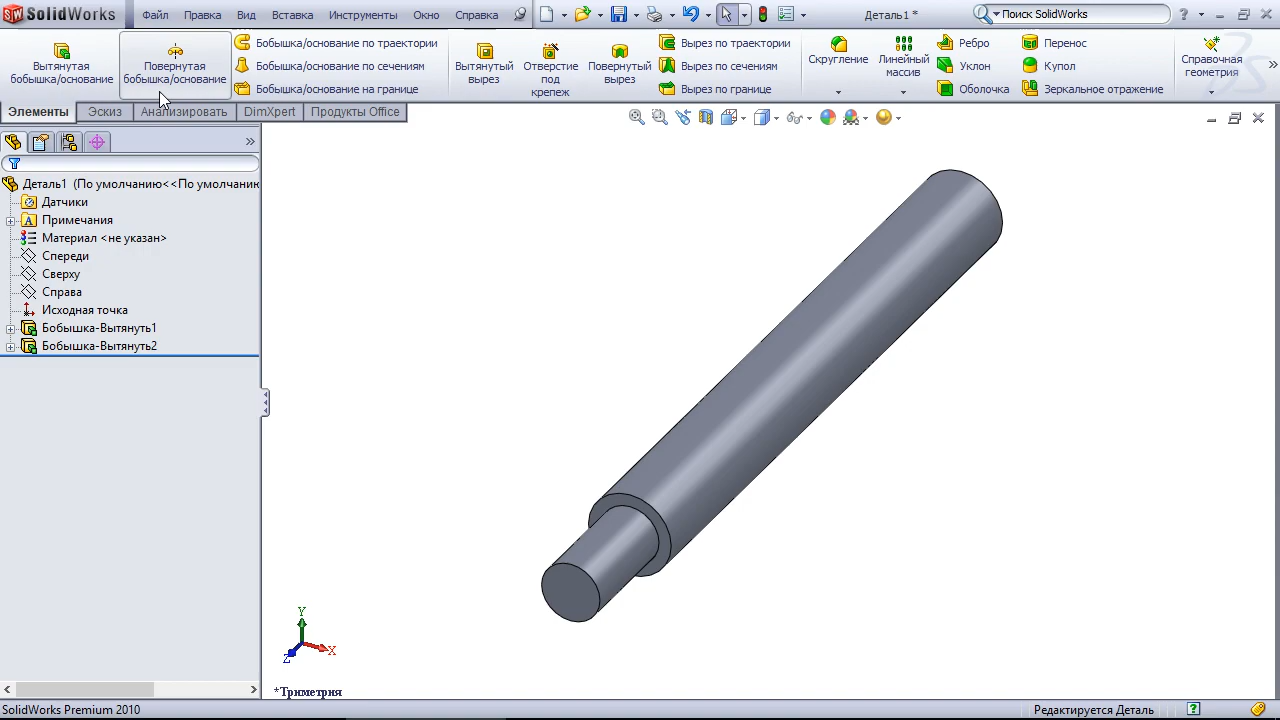 SolidWorks Файл Правка Вид Вставка Инструменты Окно Справка Деталь1 * Поиск SolidWorks ?
Вытянутая бобышка/основание
Повернутая бобышка/основание
Бобышка/основание по траектории
Бобышка/основание по сечениям
Бобышка/основание на границе
Вытянутый вырез
Отверстие под крепеж
Повернутый вырез
Вырез по траектории
Вырез по сечениям
Вырез по границе
Скругление
Линейный массив
Ребро
Уклон
Оболочка
Перенос
Купол
Зеркальное отражение
Справочная геометрия
Элементы Эскиз Анализировать DimXpert Продукты Office
Деталь1 (По умолчанию<<По умолчани
Датчики
Примечания
Материал <не указан>
Спереди
Сверху
Справа
Исходная точка
Бобышка-Вытянуть1
Бобышка-Вытянуть2
Y
X
Z
*Триметрия
SolidWorks Premium 2010 Редактируется Деталь